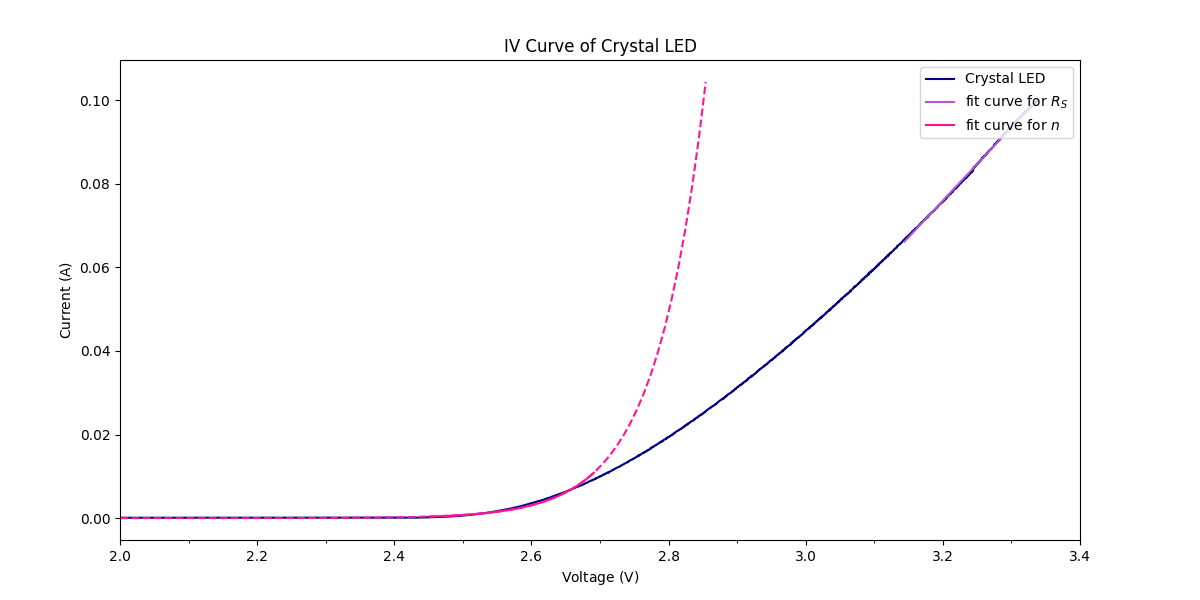 IV Curve of Crystal LED
Crystal LED
fit curve for R_S
fit curve for n
Current (A)
0.10
0.08
0.06
0.04
0.02
0.00
2.0 2.2 2.4 2.6 2.8 3.0 3.2 3.4
Voltage (V)